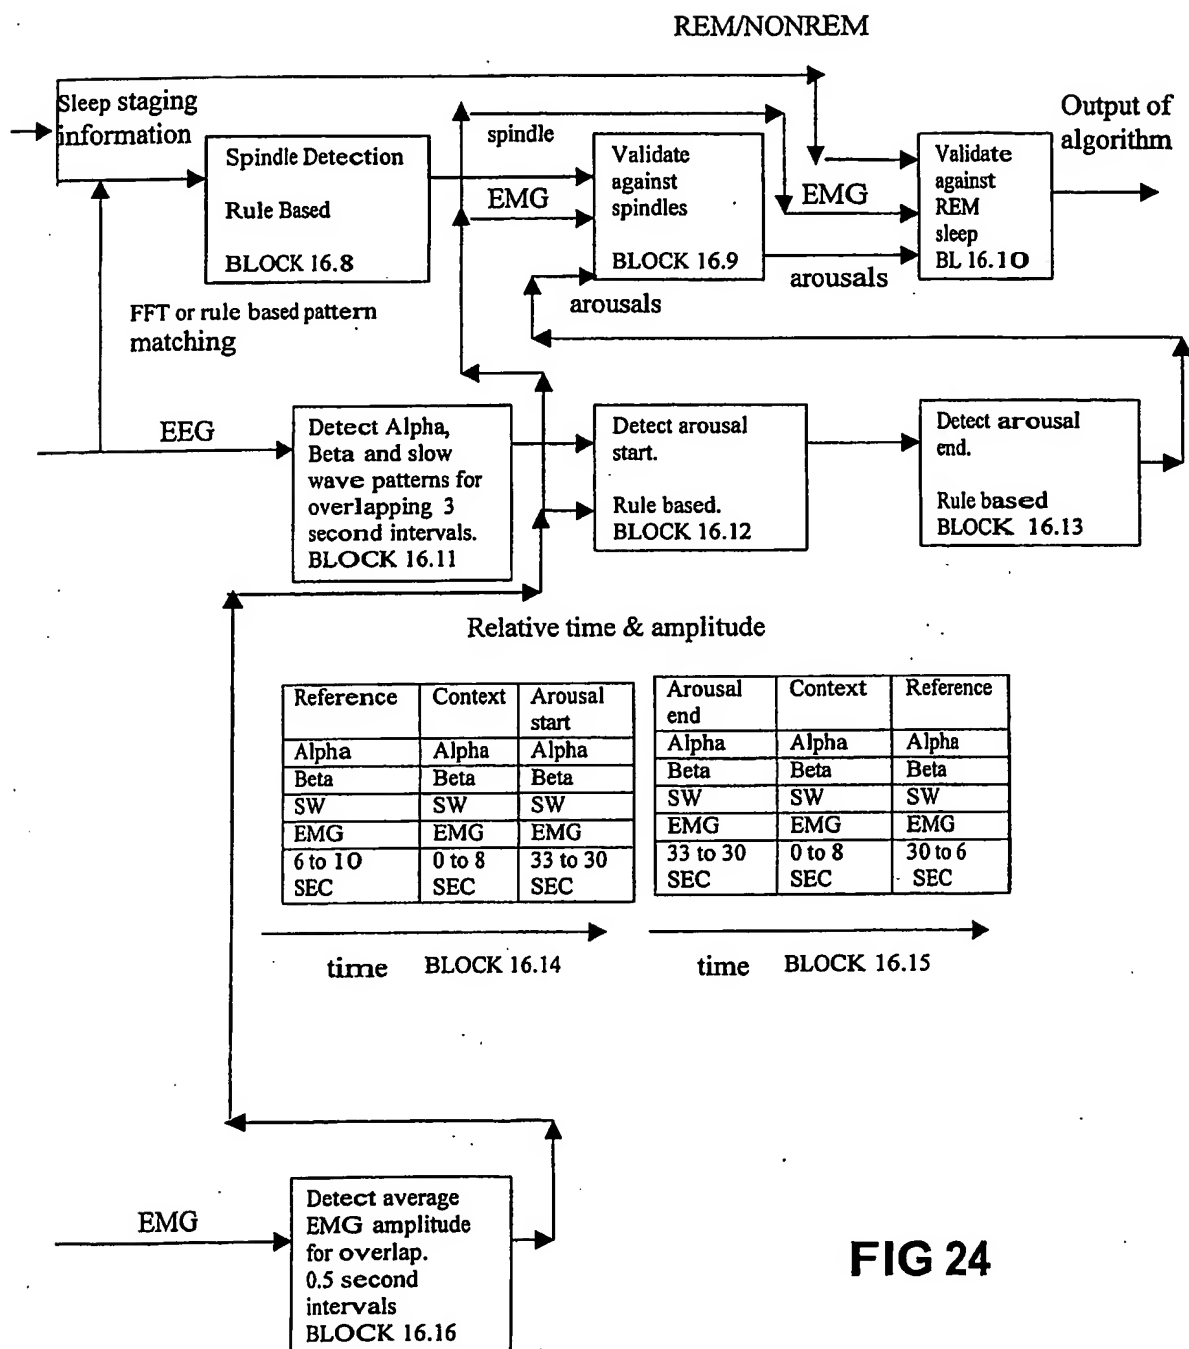 REM/NONREM
Sleep staging
information
Output of
algorithm
Spindle Detection
Rule Based
BLOCK 16.8
spindle
EMG
Validate
against
spindles
BLOCK 16.9
EMG
arousals
Validate
against
REM
sleep
BL 16.10
arousals
FFT or rule based pattern
matching
EEG
Detect Alpha,
Beta and slow
wave patterns for
overlapping 3
second intervals.
BLOCK 16.11
Detect arousal
start.
Rule based.
BLOCK 16.12
Detect arousal
end.
Rule based
BLOCK 16.13
Relative time & amplitude
Reference Context Arousal
start
Alpha Alpha Alpha
Beta Beta Beta
SW SW SW
EMG EMG EMG
6 to 10 0 to 8 33 to 30
SEC SEC SEC
time BLOCK 16.14
Arousal Context Reference
end
Alpha Alpha Alpha
Beta Beta Beta
SW SW SW
EMG EMG EMG
33 to 30 0 to 8 30 to 6
SEC SEC SEC
time BLOCK 16.15
EMG
Detect average
EMG amplitude
for overlap.
0.5 second
intervals
BLOCK 16.16
FIG 24